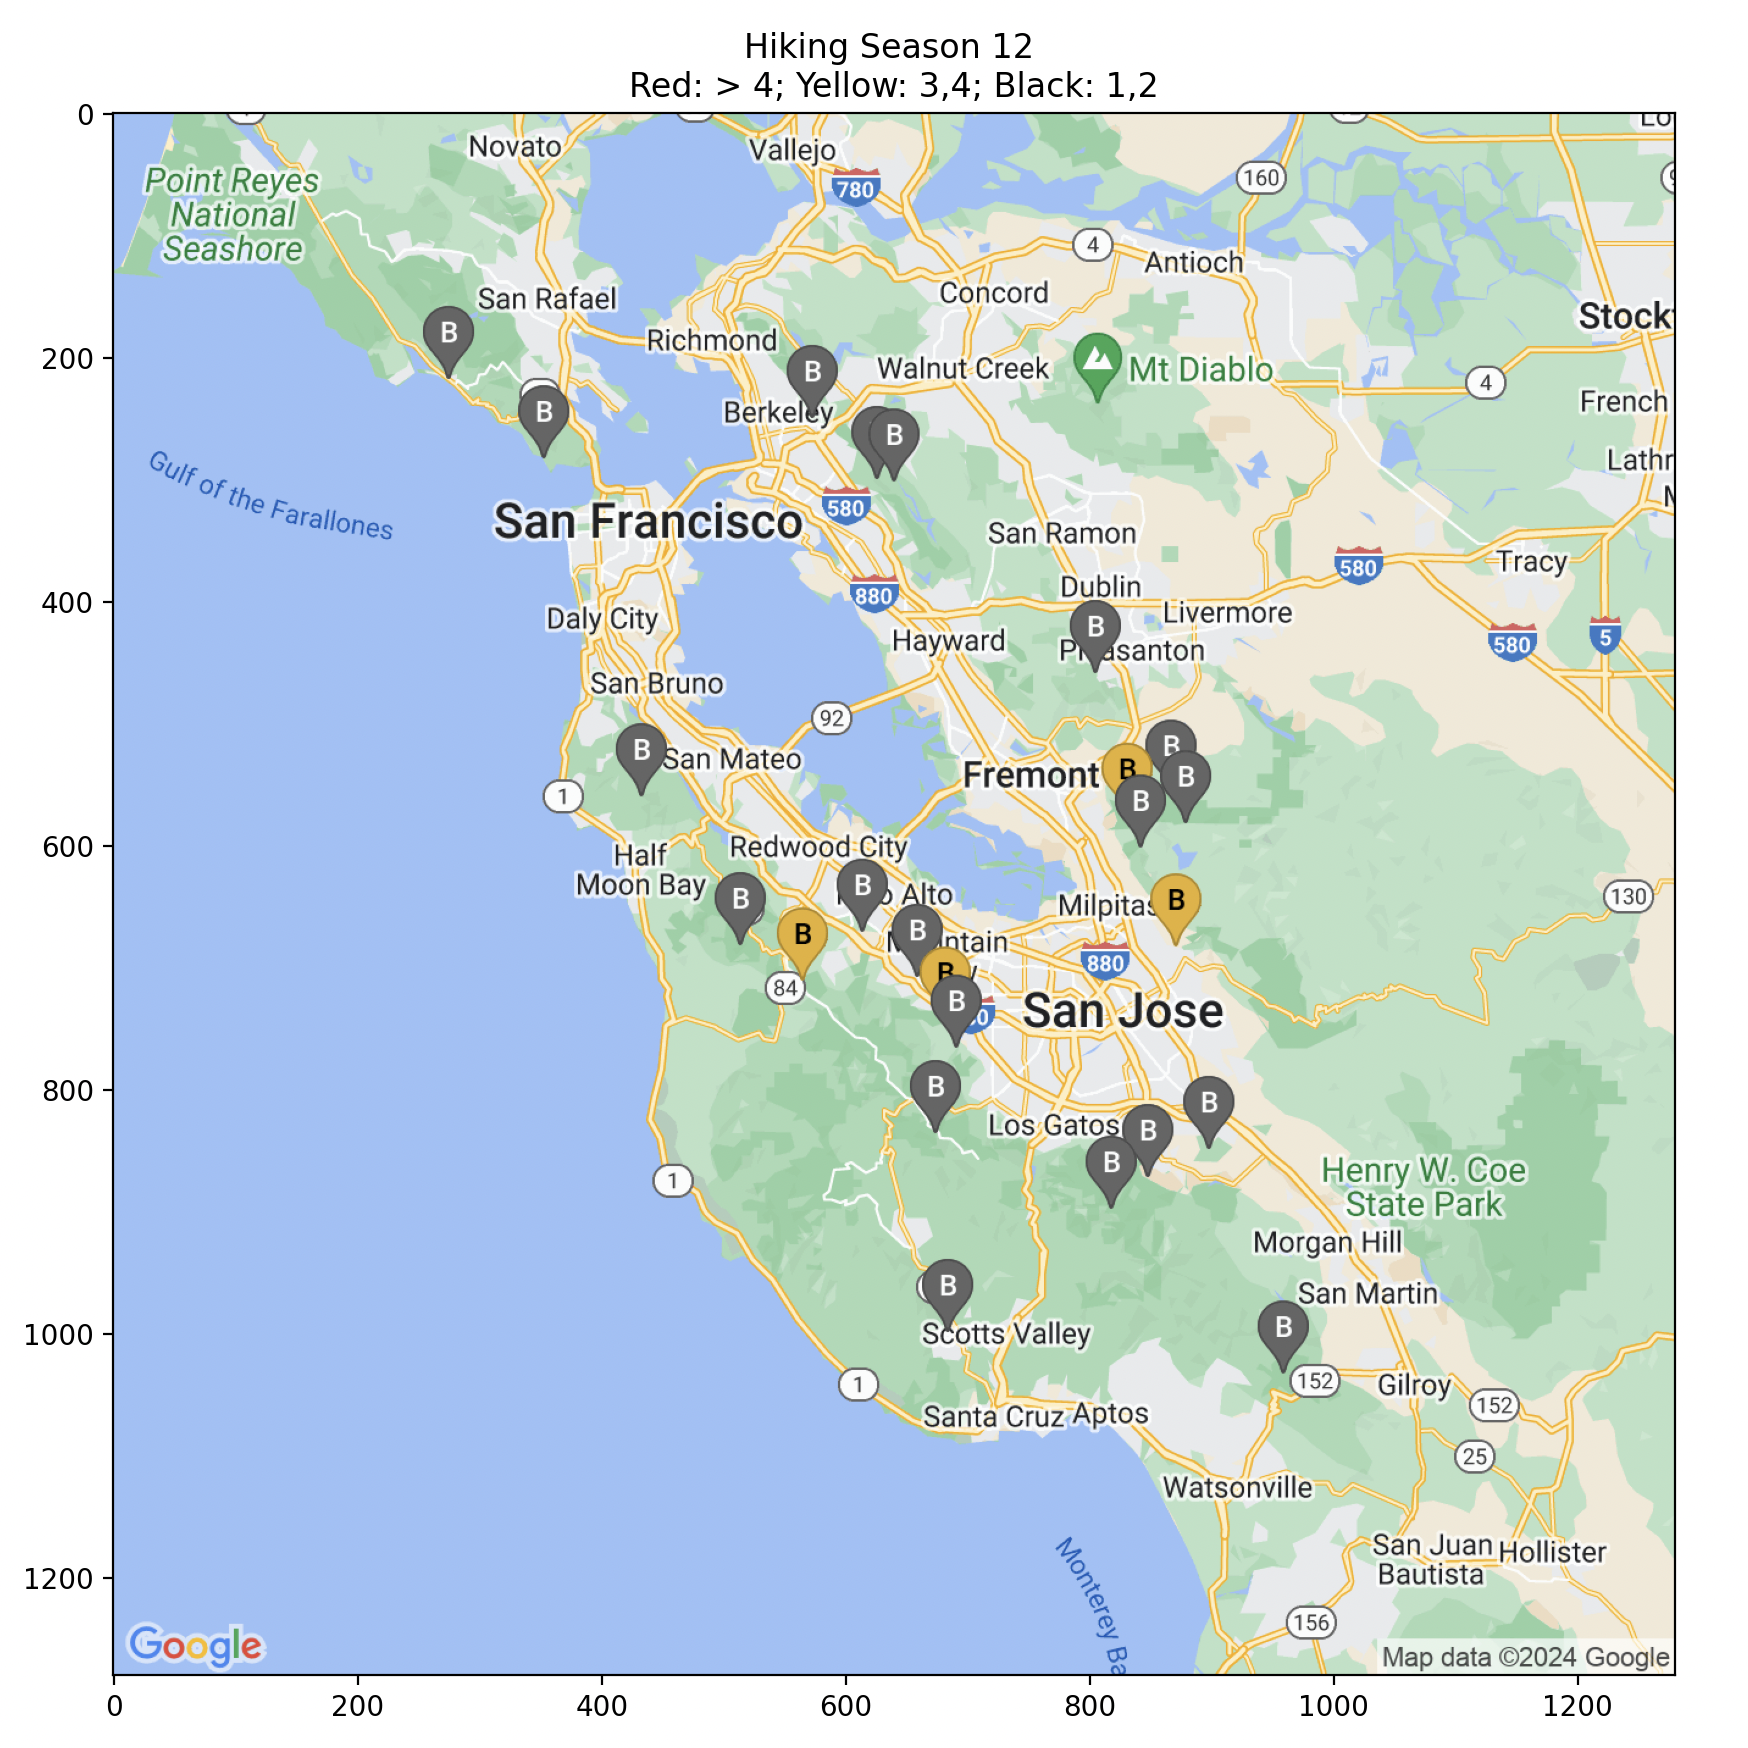 Hiking Season 12
Red: > 4; Yellow: 3,4; Black: 1,2
0
200
400
600
800
1000
1200
Novato
Vallejo
780
160
Point Reyes
National
Seashore
4
Antioch
San Rafael
Concord
Richmond
Stock
B
B
Walnut Creek
Mt Diablo
4
French
Berkeley
B
B
Lathr
Gulf of the Farallones
San Francisco
580
San Ramon
580
Tracy
880
Dublin
Daly City
Livermore
B
Hayward
580
5
Pleasanton
San Bruno
92
B
San Mateo
B
Fremont
B
B
B
1
Redwood City
Half
Moon Bay
B
B
Alto
Milpitas
B
130
B
B
Mountain
880
B
84
B
San Jose
B
B
Los Gatos
B
B
1
Henry W. Coe
State Park
Morgan Hill
B
San Martin
B
Scotts Valley
152
1
Gilroy
152
Santa Cruz
Aptos
25
Watsonville
San Juan
Bautista
Hollister
Monterey Ba
156
Google
Map data ©2024 Google
0
200
400
600
800
1000
1200